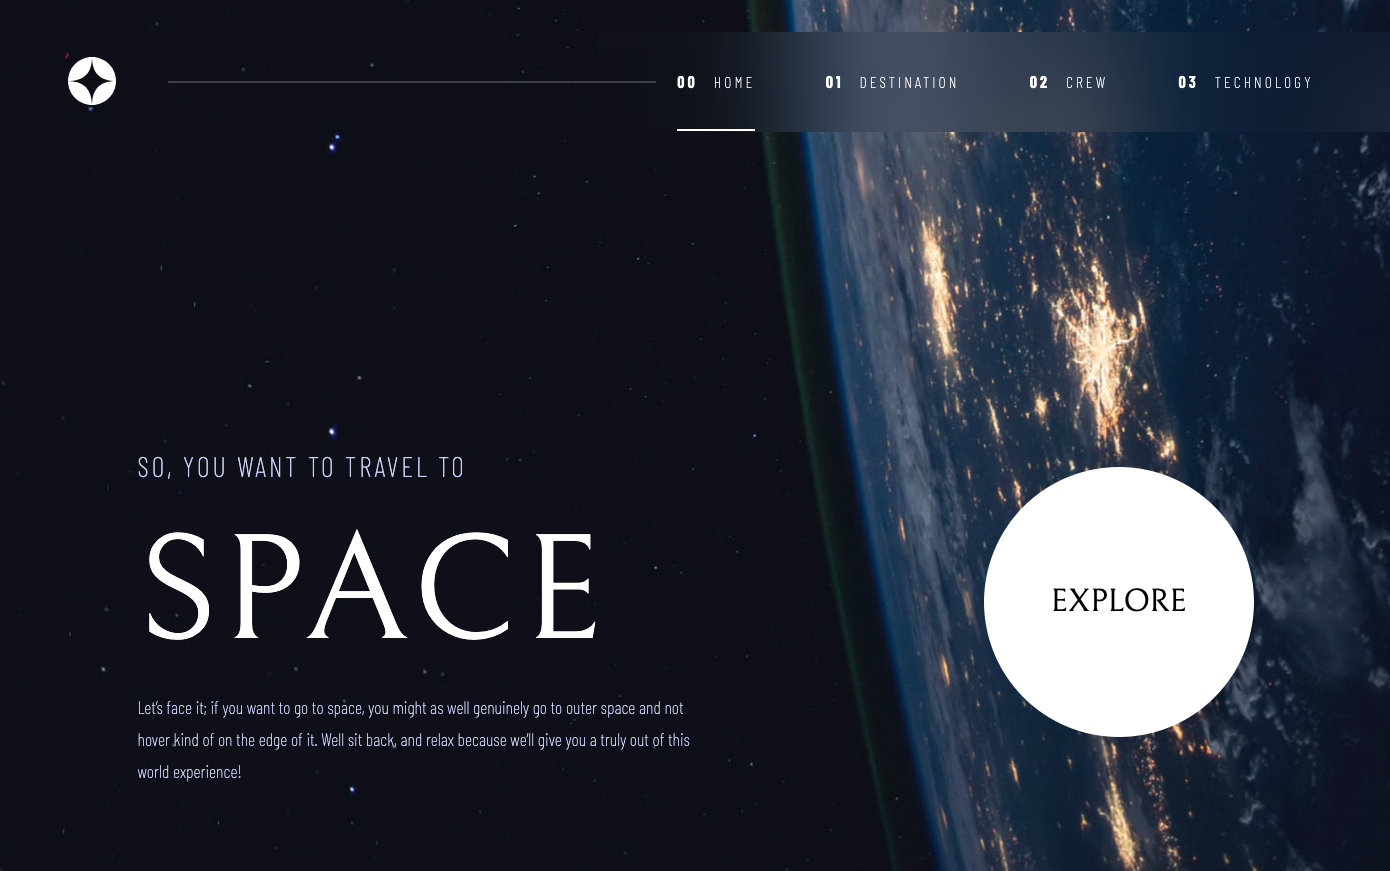 00 HOME 01 DESTINATION 02 CREW 03 TECHNOLOGY
SO, YOU WANT TO TRAVEL TO
SPACE
EXPLORE
Let's face it; if you want to go to space, you might as well genuinely go to outer space and not
hover kind of on the edge of it. Well sit back, and relax because we'll give you a truly out of this
world experience!